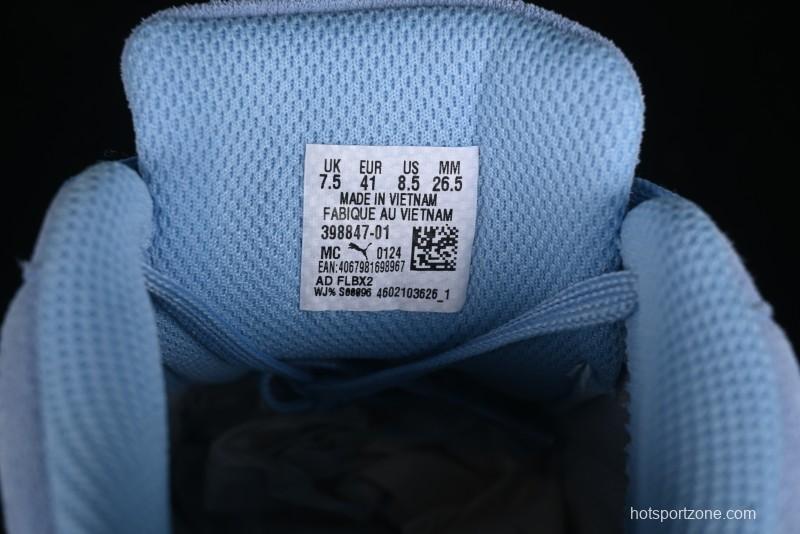 UK EUR US MM
7.5 41 8.5 26.5
MADE IN VIETNAM
FABIQUE AU VIETNAM
398847-01
MC 0124
EAN:4067981698967
AD FLBX2
WJ% 4602103626_1
hotsportzone.com